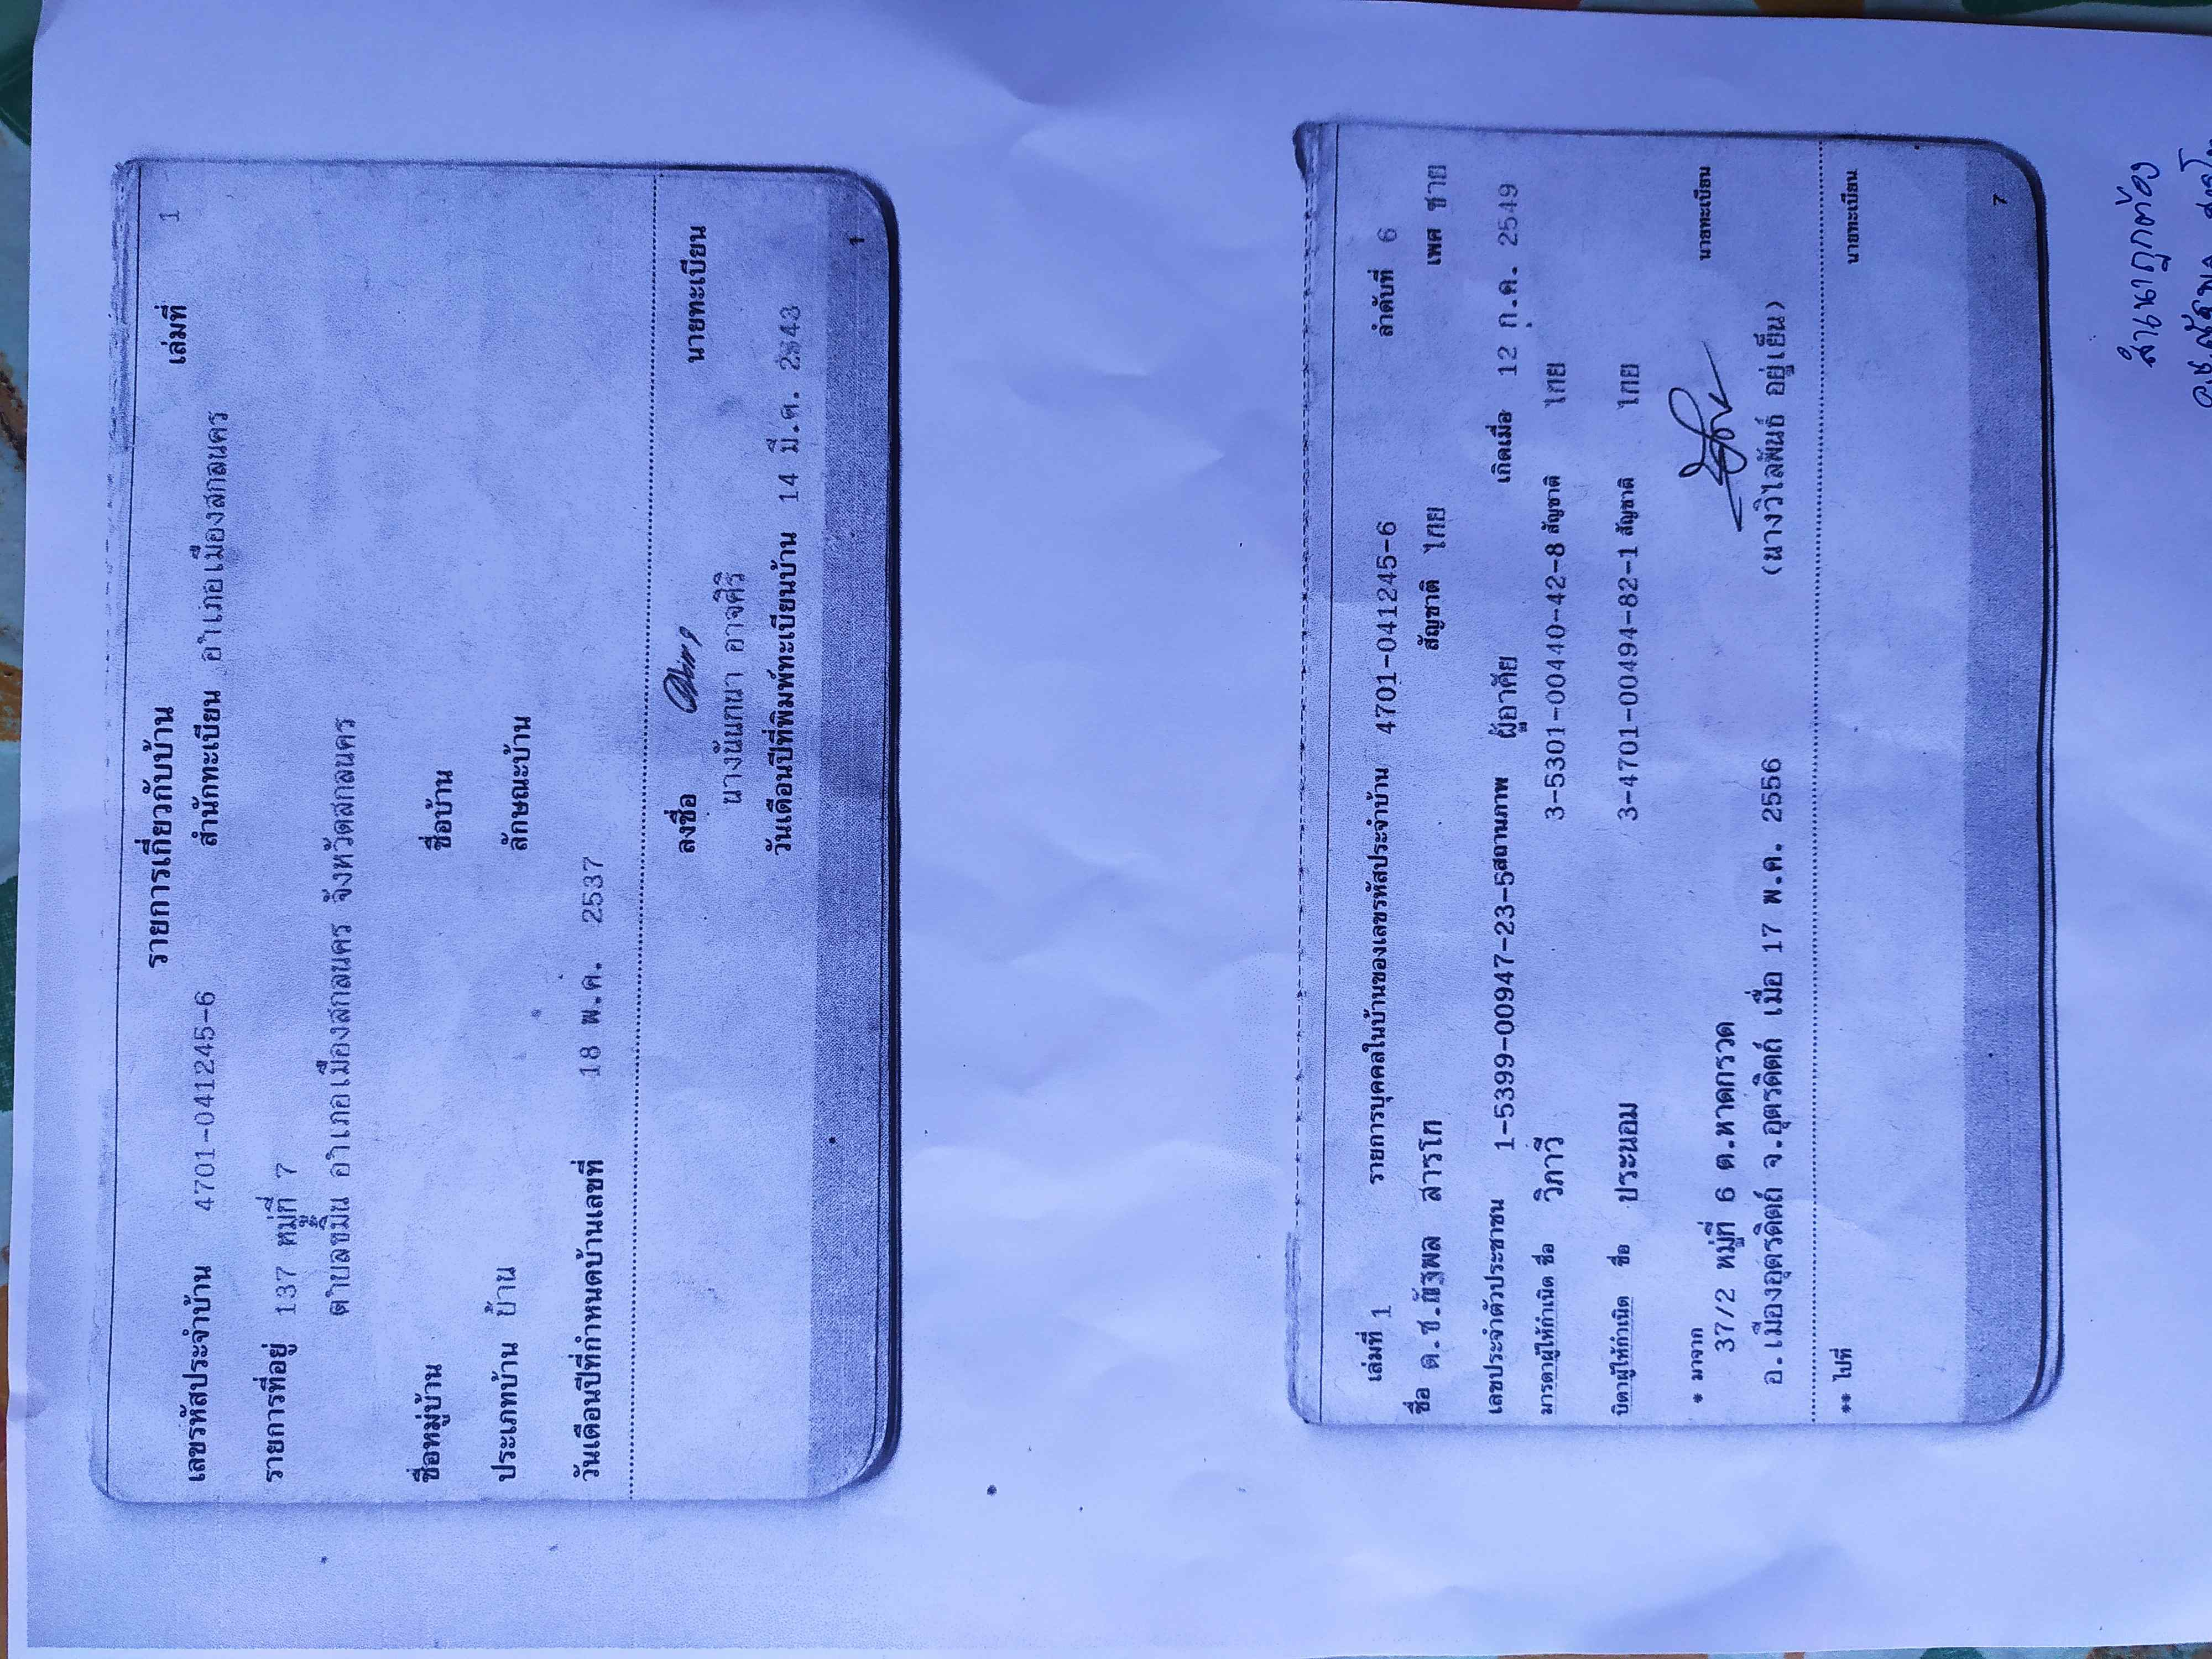 รายการเกี่ยวกับบ้าน เล่มที่ 1
เลขรหัสประจำบ้าน 4701-041245-6 สำนักทะเบียน อำเภอเมืองสกลนคร
รายการที่อยู่ 137 หมู่ที่ 7
ตำบลขมิ้น อำเภอเมืองสกลนคร จังหวัดสกลนคร
ชื่อหมู่บ้าน ชื่อบ้าน
ประเภทบ้าน บ้าน ลักษณะบ้าน
วันเดือนปีที่กำหนดบ้านเลขที่ 18 พ.ค. 2537
ลงชื่อ นายทะเบียน
นางนันทนา อาจศิริ
วันเดือนปีที่พิมพ์ทะเบียนบ้าน 14 มี.ค. 2543
1
เล่มที่ 1 รายการบุคคลในบ้านของเลขรหัสประจำบ้าน 4701-041245-6 ลำดับที่ 6
ชื่อ ด.ช. สารโท สัญชาติ ไทย เพศ ชาย
เลขประจำตัวประชาชน 1-5399-00947-23-5 สถานภาพ ผู้อาศัย เกิดเมื่อ 12 ก.ค. 2549
มารดาผู้ให้กำเนิด ชื่อ วิภาวี 3-5301-00440-42-8 สัญชาติ ไทย
บิดาผู้ให้กำเนิด ชื่อ ประนอม 3-4701-00494-82-1 สัญชาติ ไทย
* มาจาก
37/2 หมู่ที่ 6 ต.หาดกรวด นายทะเบียน
อ.เมืองอุตรดิตถ์ จ.อุตรดิตถ์ เมื่อ 17 พ.ค. 2556 (นางวิไลพันธ์ อยู่เย็น)
** ไปที่ นายทะเบียน
7
สำเนาถูกต้อง